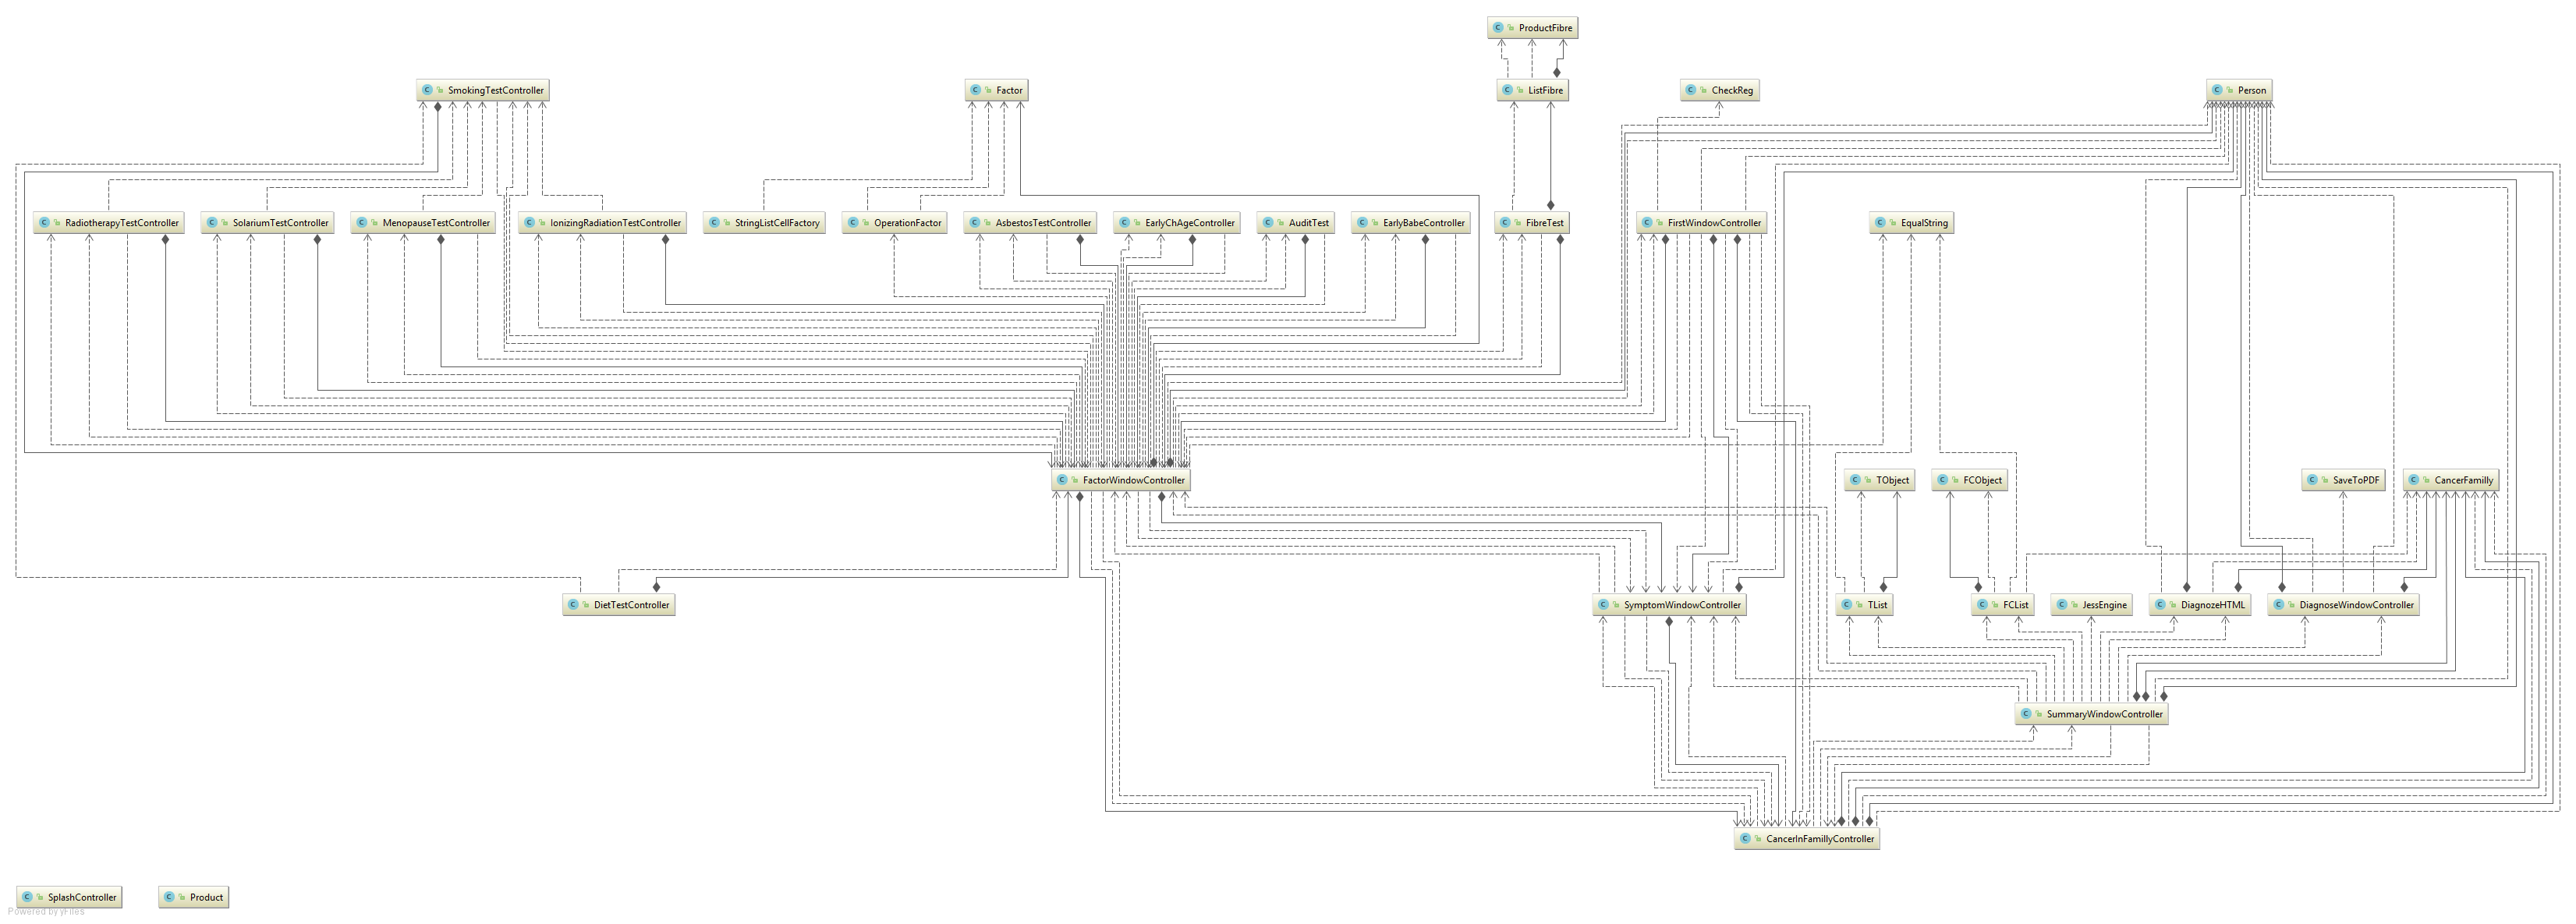 C ProductFibre
C SmokingTestController
C Factor
C ListFibre
C CheckReg
C Person
C RadiotherapyTestController
C SolariumTestController
C MenopauseTestController
C IonizingRadiationTestController
C StringListCellFactory
C OperationFactor
C AsbestosTestController
C EarlyChAgeController
C AuditTest
C EarlyBabeController
C FibreTest
C FirstWindowController
C EqualString
C FactorWindowController
C TObject
C FCObject
C SaveToPDF
C CancerFamilly
C DietTestController
C SymptomWindowController
C TList
C FCList
C JessEngine
C DiagnozeHTML
C DiagnoseWindowController
C SummaryWindowController
C CancerInFamillyController
C SplashController
C Product
Powered by yFiles